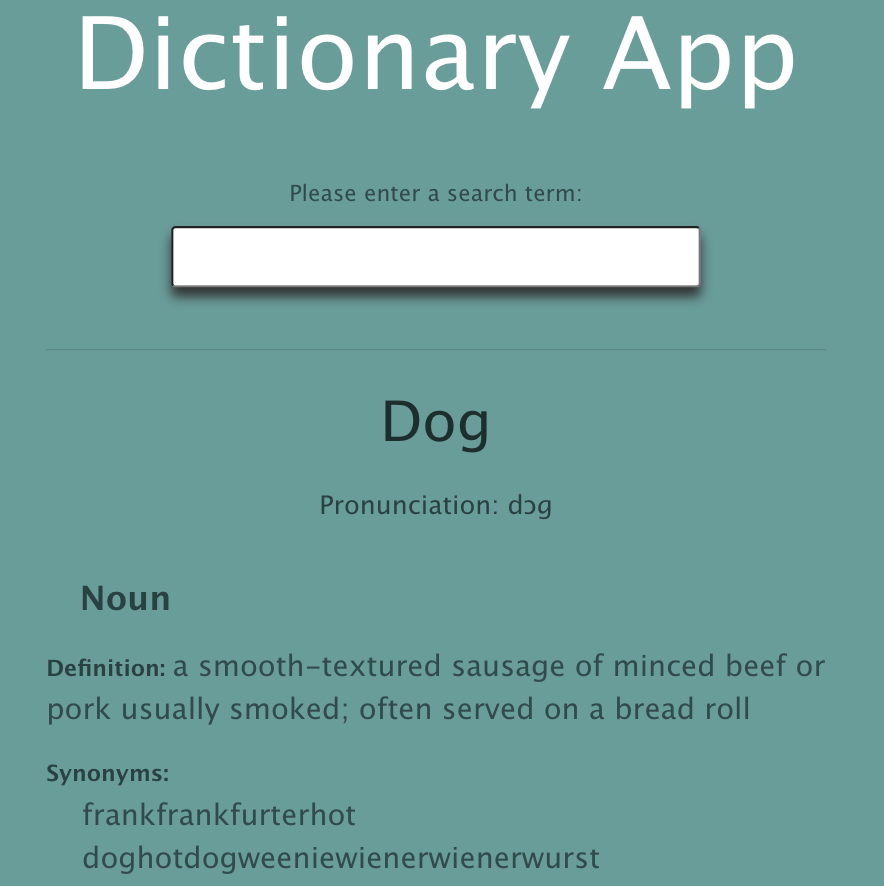 Dictionary App
Please enter a search term:
Dog
Pronunciation: dɔg
Noun
Definition: a smooth-textured sausage of minced beef or
pork usually smoked; often served on a bread roll
Synonyms:
frankfrankfurterhot
doghotdogweeniewienerwienerwurst